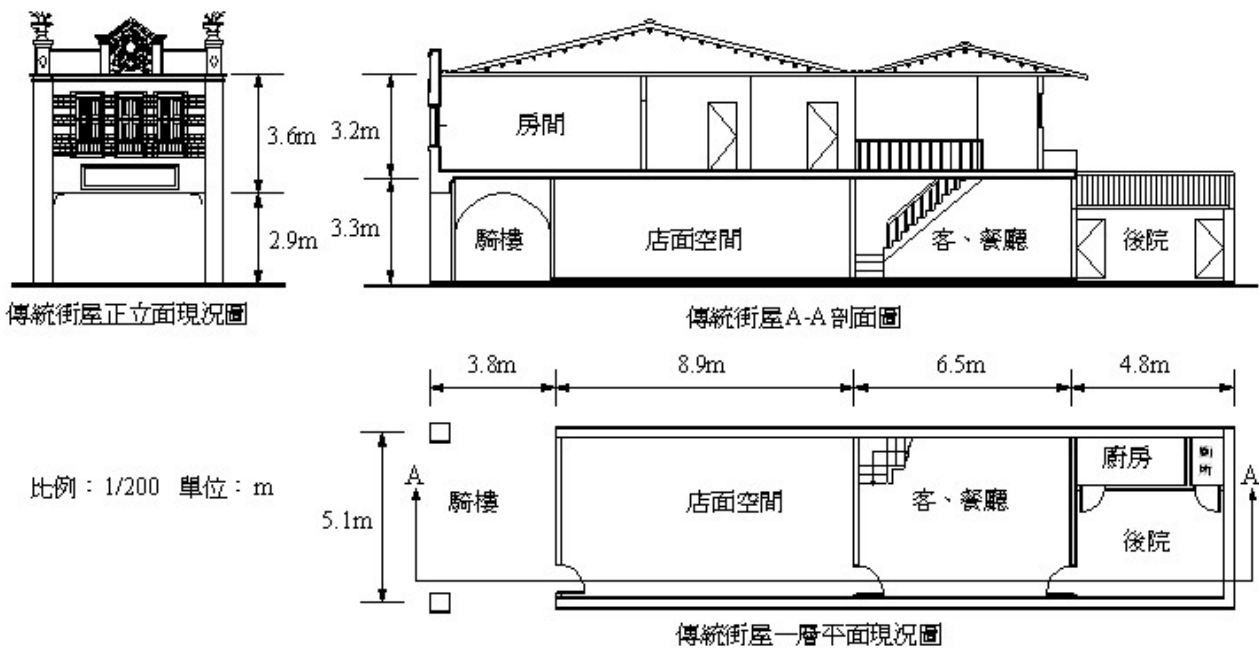 3.6m
2.9m
傳統街屋正立面現況圖
3.2m
3.3m
房間
騎樓
店面空間
客、餐廳
後院
傳統街屋A-A剖面圖
3.8m
8.9m
6.5m
4.8m
比例：1/200 單位：m
5.1m
A
騎樓
店面空間
客、餐廳
廚房
廁所
後院
A
傳統街屋一層平面現況圖